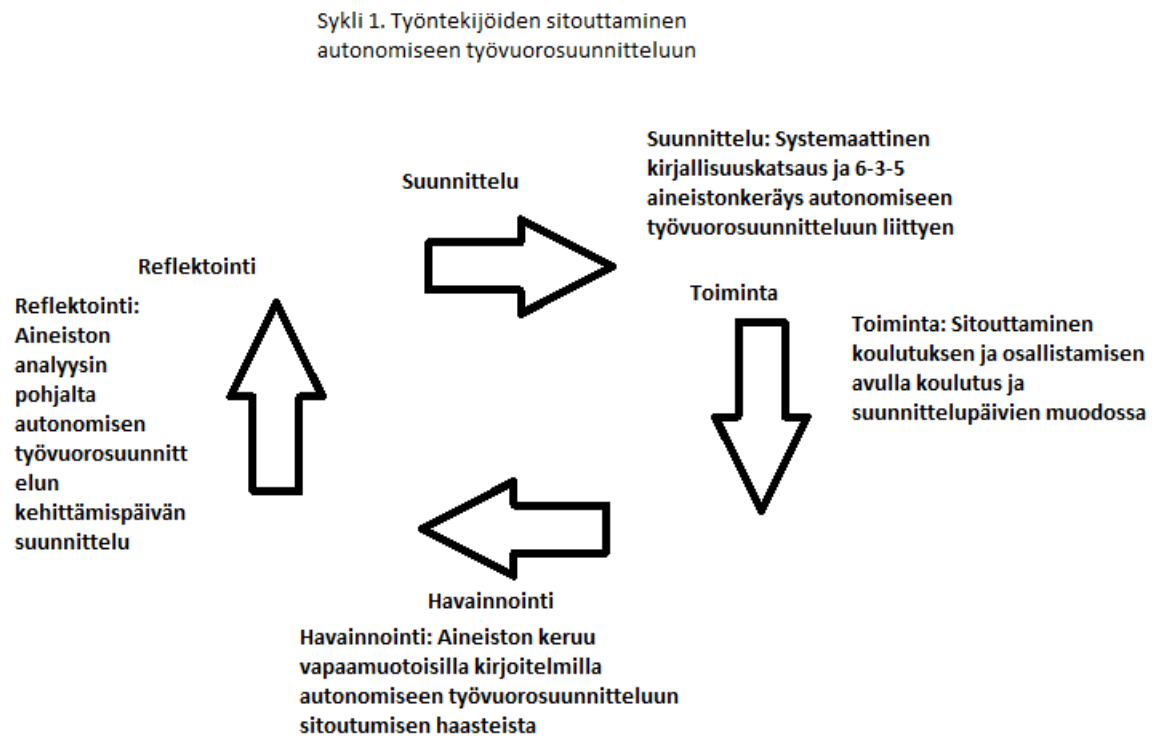 Sykli 1. Työntekijöiden sitouttaminen
autonomiseen työvuorosuunnitteluun
Suunnittelu
Suunnittelu: Systemaattinen
kirjallisuuskatsaus ja 6-3-5
aineistonkeräys autonomiseen
työvuorosuunnitteluun liittyen
Toiminta
Toiminta: Sitouttaminen
koulutuksen ja osallistamisen
avulla koulutus ja
suunnittelupäivien muodossa
Havainnointi
Havainnointi: Aineiston keruu
vapaamuotoisilla kirjoitelmilla
autonomiseen työvuorosuunnitteluun
sitoutumisen haasteista
Reflektointi
Reflektointi:
Aineiston
analyysin
pohjalta
autonomisen
työvuorosuunnitt
elun
kehittämispäivän
suunnittelu